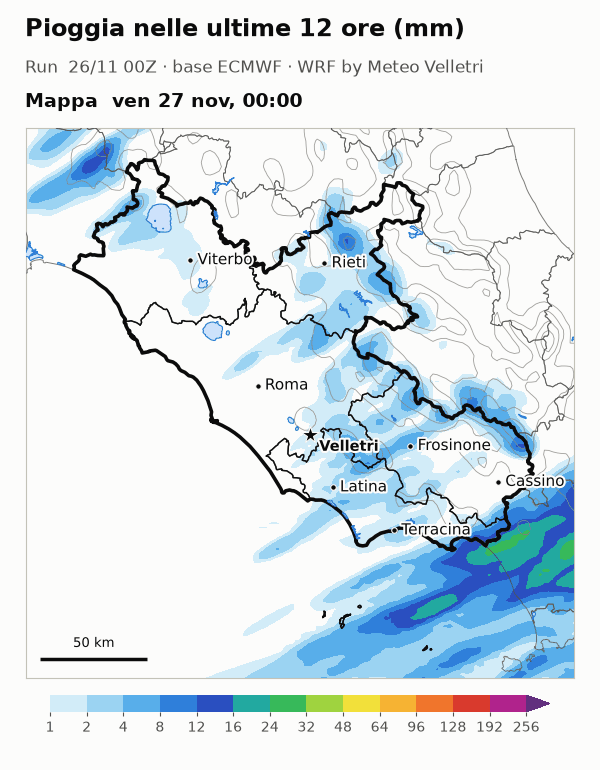 Pioggia nelle ultime 12 ore (mm)
Run  26/11 00Z · base ECMWF · WRF by Meteo Velletri
Mappa  ven 27 nov, 00:00
Viterbo
Rieti
Roma
Velletri
Frosinone
Cassino
Latina
Terracina
50 km
1 2 4 8 12 16 24 32 48 64 96 128 192 256